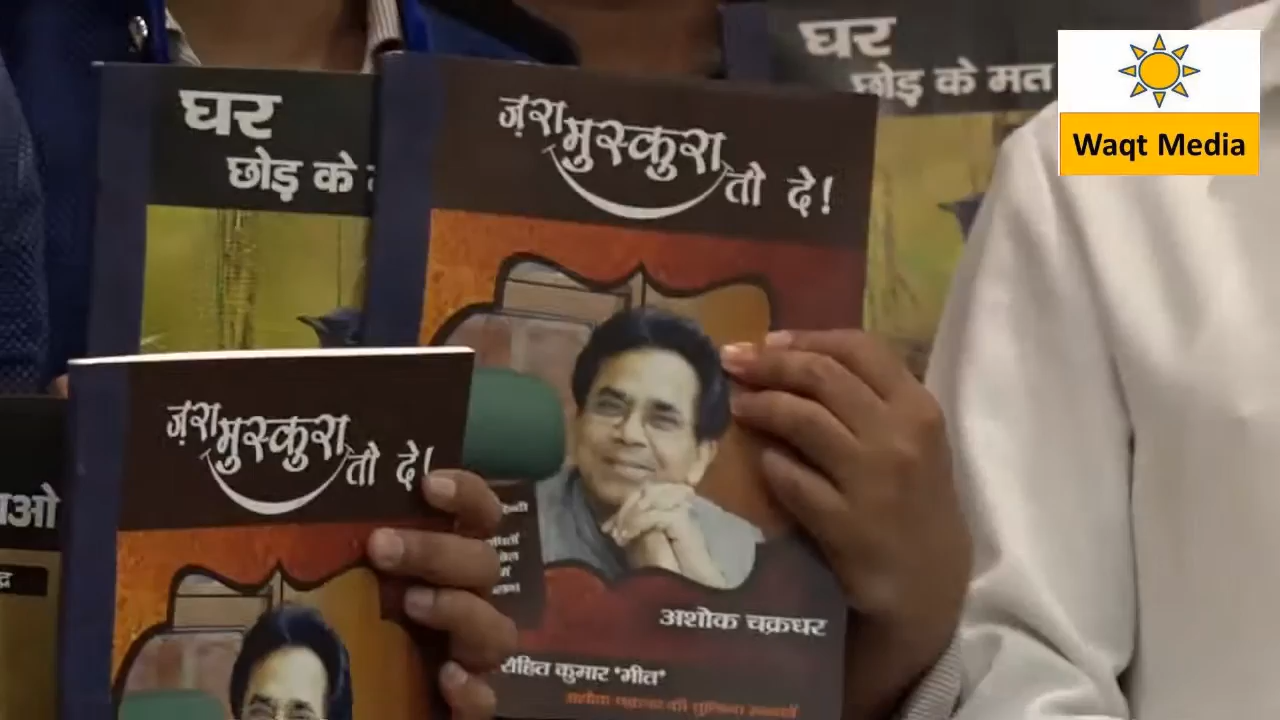 घर
छोड़ के
ज़रा मुस्कुरा तो दे!
घर
छोड़ के मत
Waqt Media
ज़रा मुस्कुरा तो दे!
अशोक चक्रधर
रोहित कुमार 'मीत'